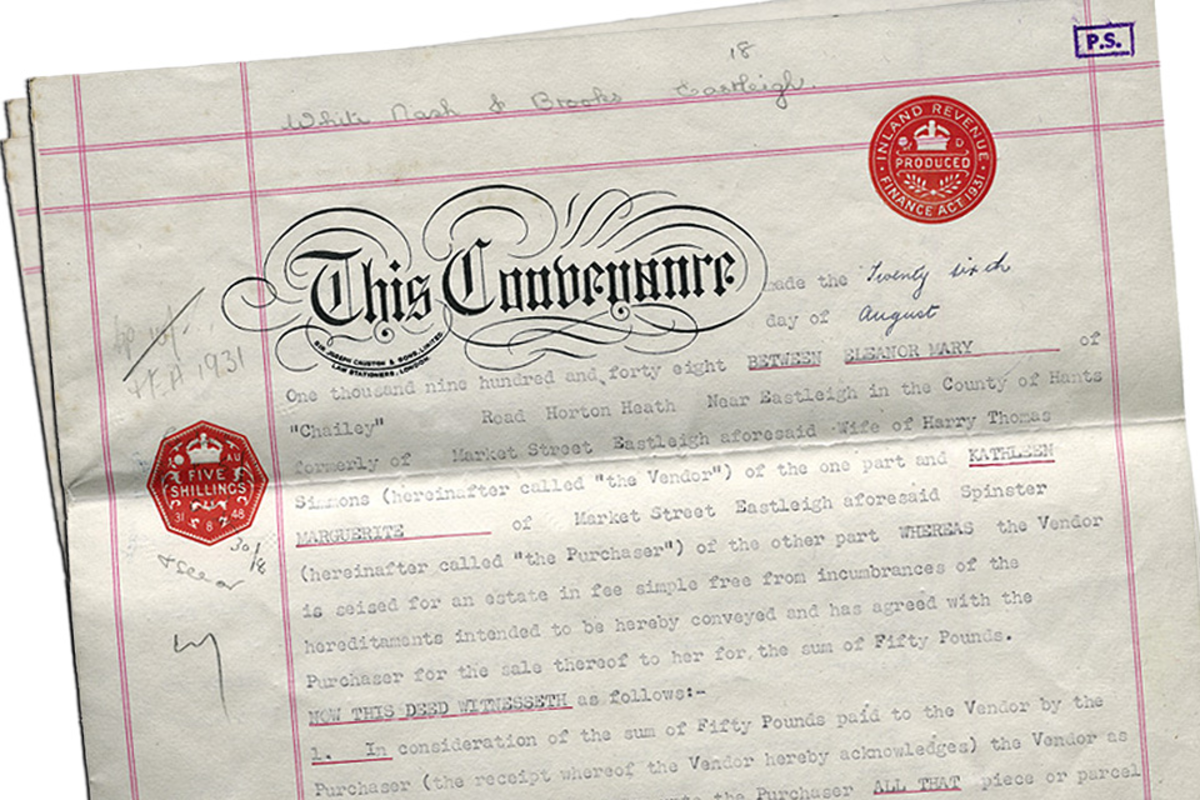 18
P.S.
White Nash & Brooks Eastleigh.
INLAND REVENUE
PRODUCED
FINANCE ACT 1931
This Conveyance
SIR JOSEPH CAUSTON & SONS, LIMITED.
LAW STATIONERS, LONDON.
made the Twenty sixth
day of August
One thousand nine hundred and forty eight BETWEEN ELEANOR MARY of
"Chailey" Road Horton Heath Near Eastleigh in the County of Hants
formerly of Market Street Eastleigh aforesaid Wife of Harry Thomas
Simmons (hereinafter called "the Vendor") of the one part and KATHLEEN
MARGUERITE of Market Street Eastleigh aforesaid Spinster
(hereinafter called "the Purchaser") of the other part WHEREAS the Vendor
is seised for an estate in fee simple free from incumbrances of the
hereditaments intended to be hereby conveyed and has agreed with the
Purchaser for the sale thereof to her for the sum of Fifty Pounds.
NOW THIS DEED WITNESSETH as follows:-
1. In consideration of the sum of Fifty Pounds paid to the Vendor by the
Purchaser (the receipt whereof the Vendor hereby acknowledges) the Vendor as
the Purchaser ALL THAT piece or parcel
1931
AU
FIVE
SHILLINGS
31 8 48
30/8